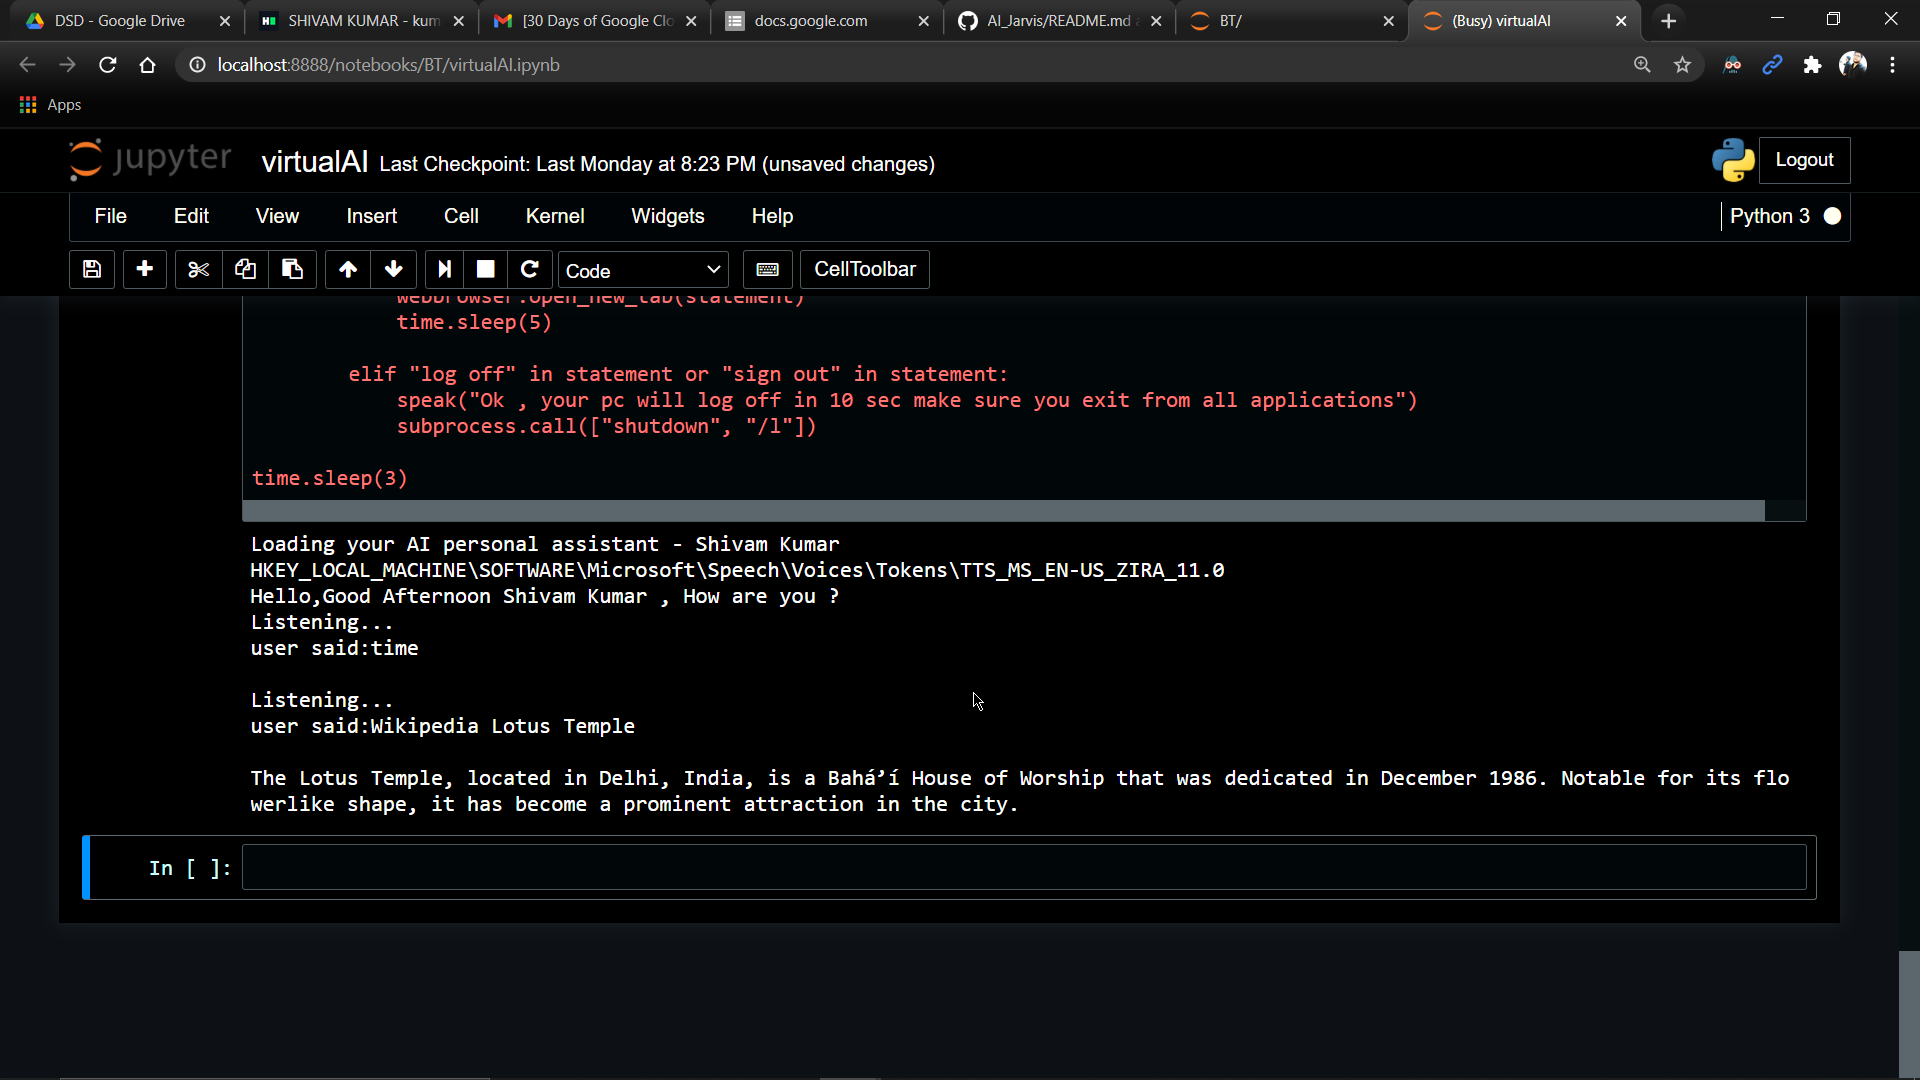 DSD - Google Drive
SHIVAM KUMAR - kum
[30 Days of Google Clo
docs.google.com
AI_Jarvis/README.md
BT/
(Busy) virtualAI
localhost:8888/notebooks/BT/virtualAI.ipynb
Apps
jupyter virtualAI Last Checkpoint: Last Monday at 8:23 PM (unsaved changes)
Logout
File Edit View Insert Cell Kernel Widgets Help
Python 3
Code
CellToolbar
webbrowser.open_new_tab(statement)
time.sleep(5)
elif "log off" in statement or "sign out" in statement:
speak("Ok , your pc will log off in 10 sec make sure you exit from all applications")
subprocess.call(["shutdown", "/l"])
time.sleep(3)
Loading your AI personal assistant - Shivam Kumar
HKEY_LOCAL_MACHINE\SOFTWARE\Microsoft\Speech\Voices\Tokens\TTS_MS_EN-US_ZIRA_11.0
Hello,Good Afternoon Shivam Kumar , How are you ?
Listening...
user said:time
Listening...
user said:Wikipedia Lotus Temple
The Lotus Temple, located in Delhi, India, is a Bahá’í House of Worship that was dedicated in December 1986. Notable for its flo
werlike shape, it has become a prominent attraction in the city.
In [ ]: